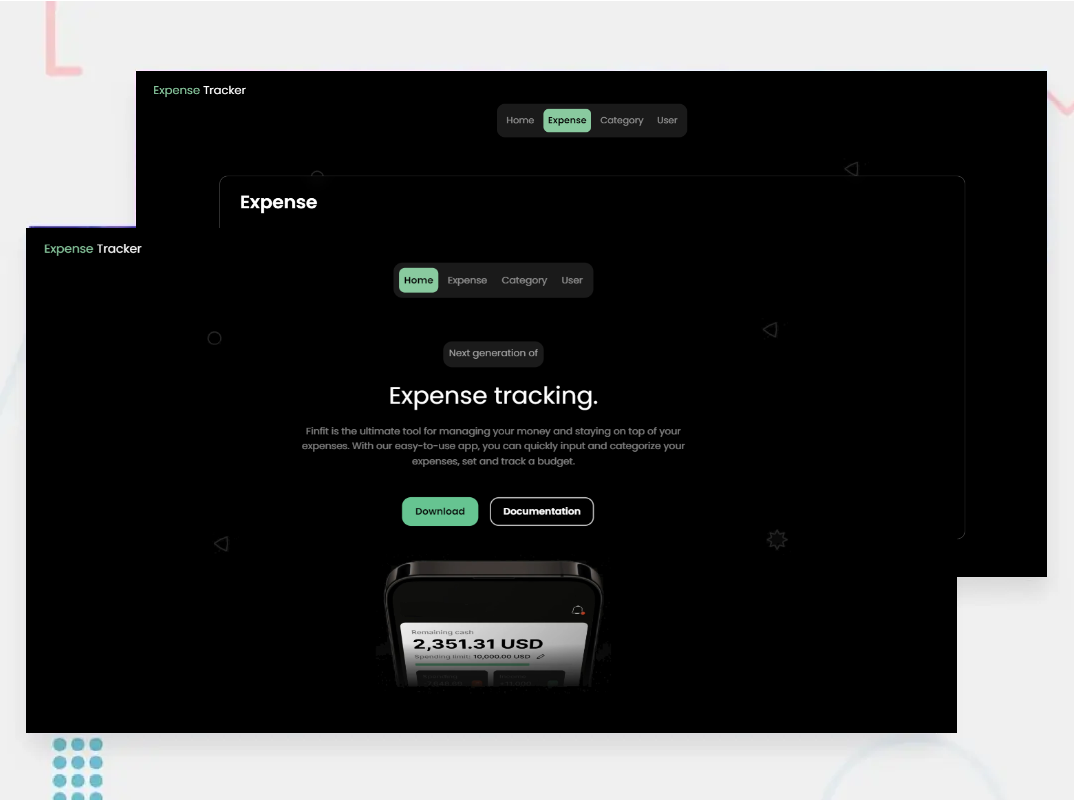 Expense Tracker
Home Expense Category User
Expense
Expense Tracker
Home Expense Category User
Next generation of
Expense tracking.
Finfit is the ultimate tool for managing your money and staying on top of your
expenses. With our easy-to-use app, you can quickly input and categorize your
expenses, set and track a budget.
Download Documentation
Remaining cash
2,351.31 USD
Spending limit: 10,000.00 USD